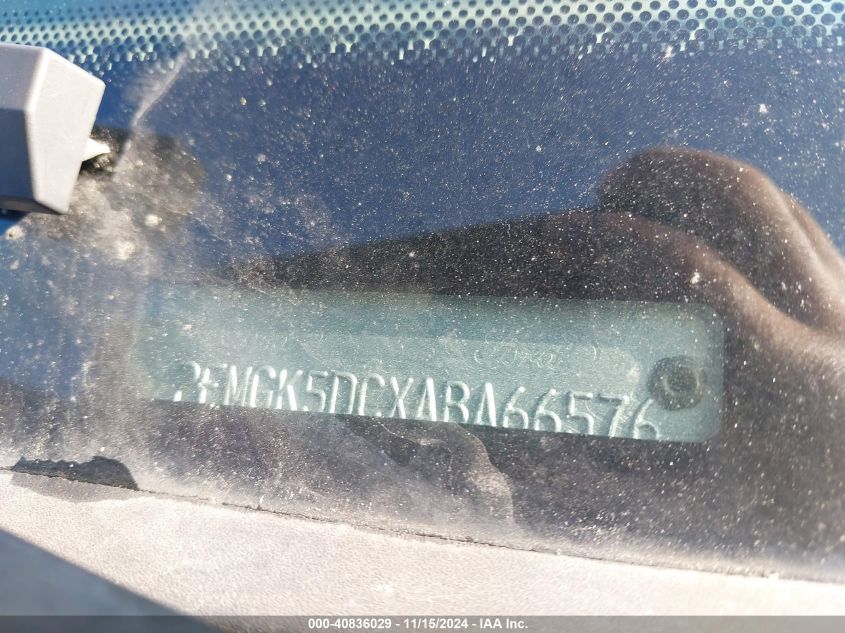 2FMGK5DCXABA66576
000-40836029 - 11/15/2024 - IAA Inc.